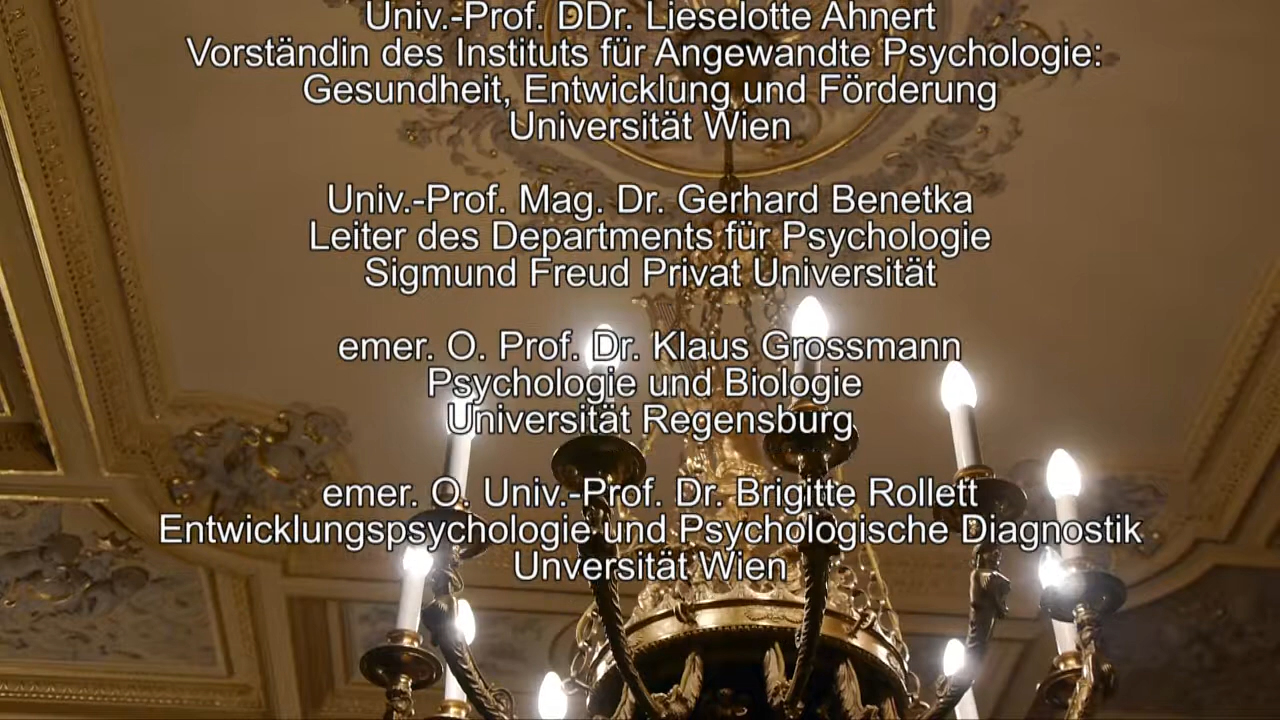 Univ.-Prof. DDr. Lieselotte Ahnert
Vorständin des Instituts für Angewandte Psychologie:
Gesundheit, Entwicklung und Förderung
Universität Wien
Univ.-Prof. Mag. Dr. Gerhard Benetka
Leiter des Departments für Psychologie
Sigmund Freud Privat Universität
emer. O. Prof. Dr. Klaus Grossmann
Psychologie und Biologie
Universität Regensburg
emer. O. Univ.-Prof. Dr. Brigitte Rollett
Entwicklungspsychologie und Psychologische Diagnostik
Unversität Wien